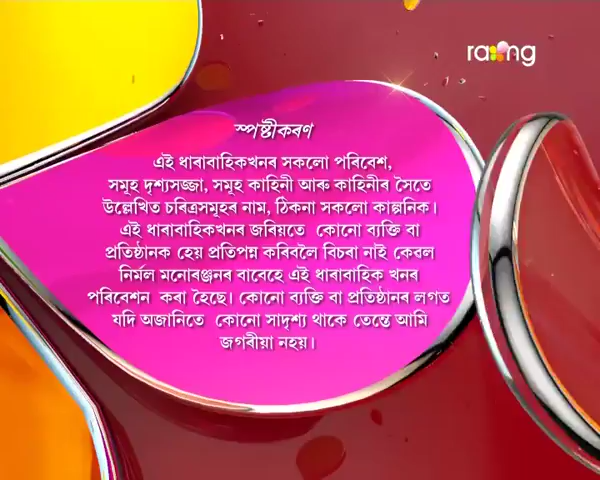 rang
স্পষ্টীকৰণ
এই ধাৰাবাহিকখনৰ সকলো পৰিবেশ,
সমূহ দৃশ্যসজ্জা, সমূহ কাহিনী আৰু কাহিনীৰ সৈতে
উল্লেখিত চৰিত্ৰসমূহৰ নাম, ঠিকনা সকলো কাল্পনিক।
এই ধাৰাবাহিকখনৰ জৰিয়তে কোনো ব্যক্তি বা
প্ৰতিষ্ঠানক হেয় প্ৰতিপন্ন কৰিবলৈ বিচৰা নাই কেৱল
নিৰ্মল মনোৰঞ্জনৰ বাবেহে এই ধাৰাবাহিক খনৰ
পৰিবেশন কৰা হৈছে। কোনো ব্যক্তি বা প্ৰতিষ্ঠানৰ লগত
যদি অজানিতে কোনো সাদৃশ্য থাকে তেন্তে আমি
জগৰীয়া নহয়।